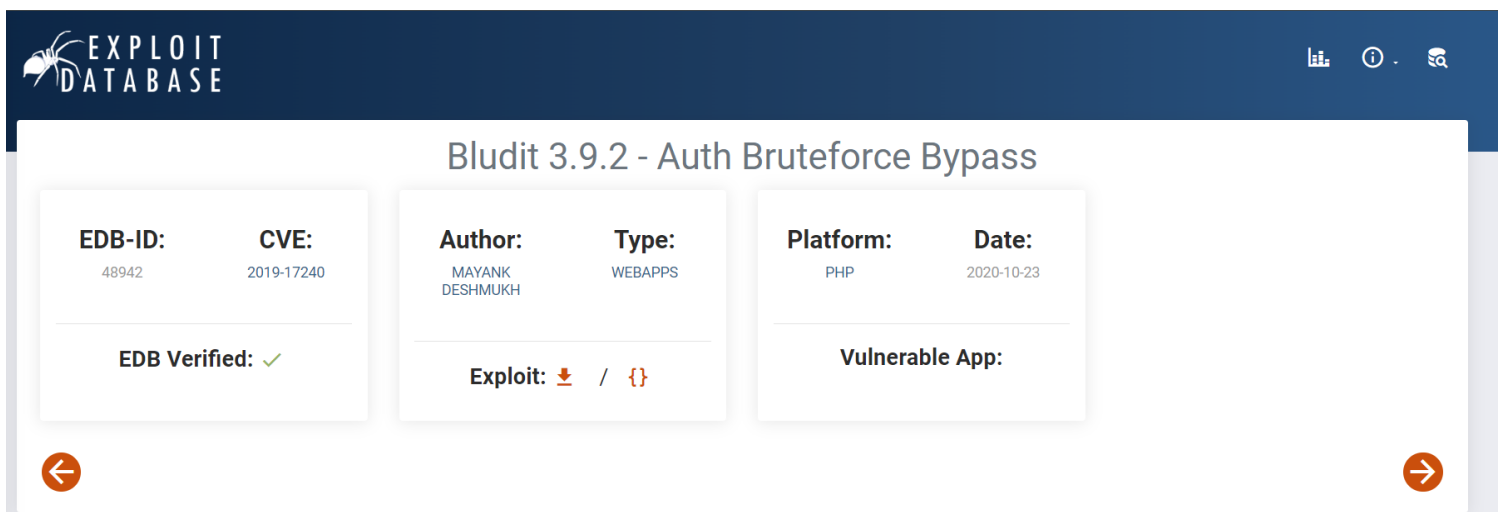 EXPLOIT
DATABASE
Bludit 3.9.2 - Auth Bruteforce Bypass
EDB-ID:
48942
CVE:
2019-17240
EDB Verified:
Author:
MAYANK
DESHMUKH
Type:
WEBAPPS
Exploit: / {}
Platform:
PHP
Date:
2020-10-23
Vulnerable App: